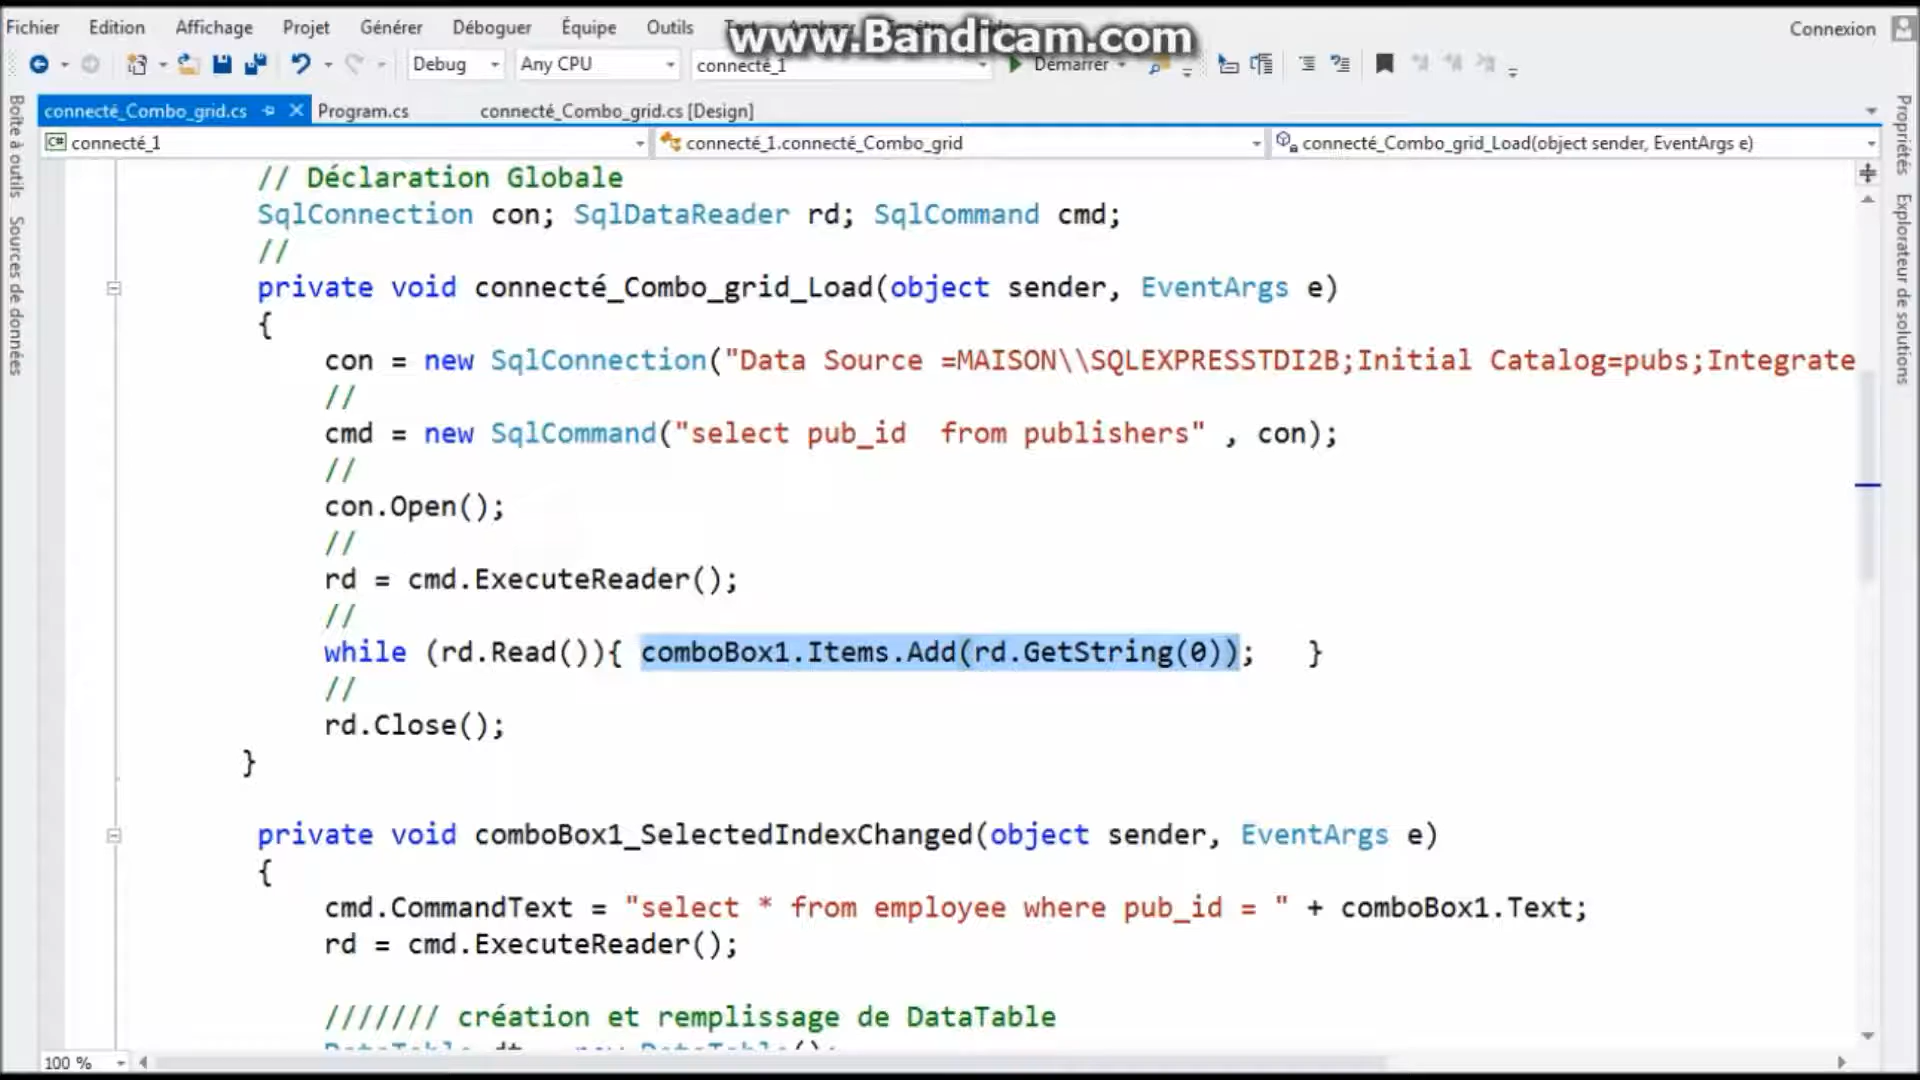 Fichier Edition Affichage Projet Générer Déboguer Équipe Outils
www.Bandicam.com
Connexion
Debug Any CPU connecté_1 Démarrer
connecté_Combo_grid.cs Program.cs connecté_Combo_grid.cs [Design]
connecté_1 connecté_1.connecté_Combo_grid connecté_Combo_grid_Load(object sender, EventArgs e)
Boîte à outils
Sources de données
Propriétés
Explorateur de solutions
// Déclaration Globale
SqlConnection con; SqlDataReader rd; SqlCommand cmd;
//
private void connecté_Combo_grid_Load(object sender, EventArgs e)
{
con = new SqlConnection("Data Source =MAISON\\SQLEXPRESSTDI2B;Initial Catalog=pubs;Integrate
//
cmd = new SqlCommand("select pub_id  from publishers" , con);
//
con.Open();
//
rd = cmd.ExecuteReader();
//
while (rd.Read()){ comboBox1.Items.Add(rd.GetString(0));   }
//
rd.Close();
}
private void comboBox1_SelectedIndexChanged(object sender, EventArgs e)
{
cmd.CommandText = "select * from employee where pub_id = " + comboBox1.Text;
rd = cmd.ExecuteReader();
/////// création et remplissage de DataTable
DataTable dt = new DataTable();
100 %